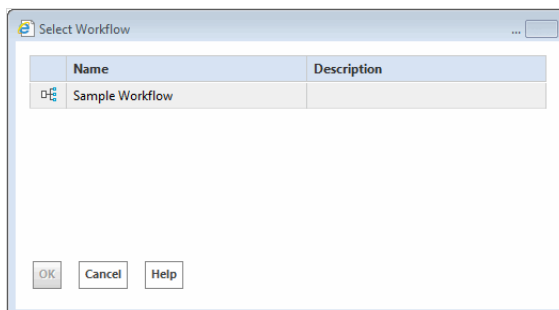 Select Workflow ...
Name Description
Sample Workflow
OK Cancel Help